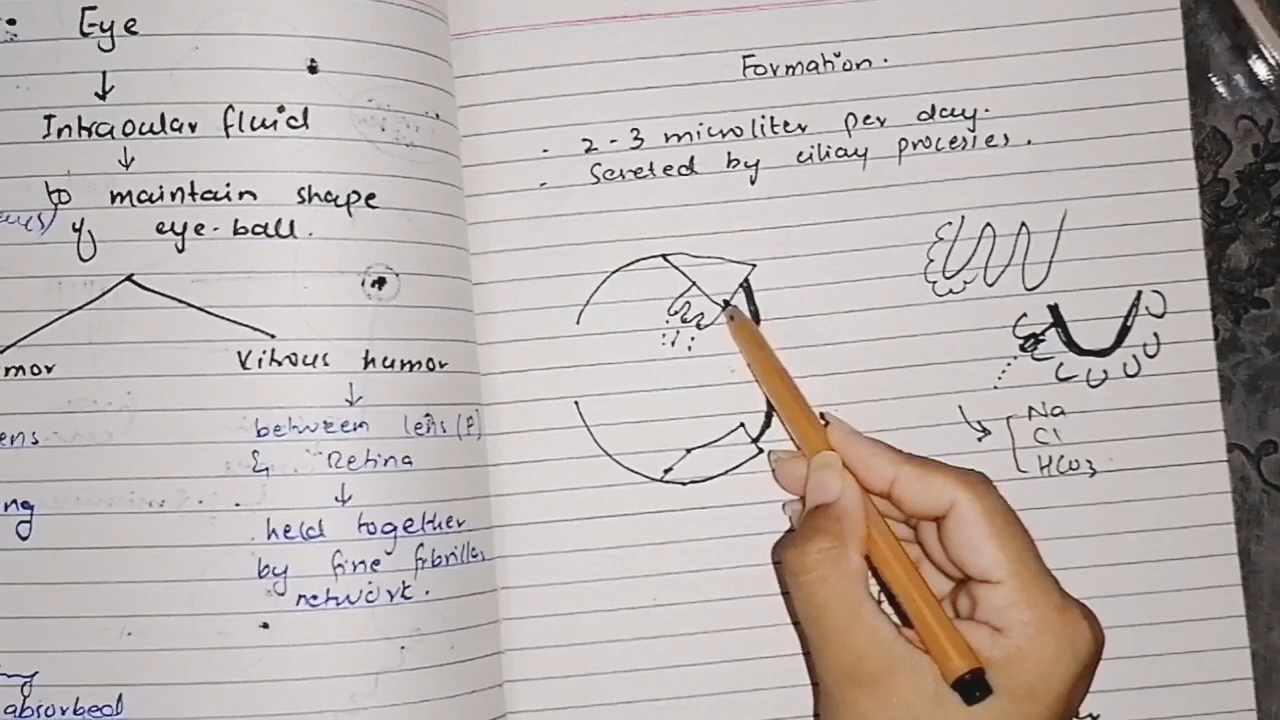 : Eye
Intraoular fluid
to maintain shape
of eye-ball.
mor
Vitrous humor
ens
between lens (P)
& Retina
ng
held together
by fine fibrillar
network.
absorbed
Formation.
- 2-3 microliter per day.
- Sereted by ciliay processes.
Na
Cl
HCO3